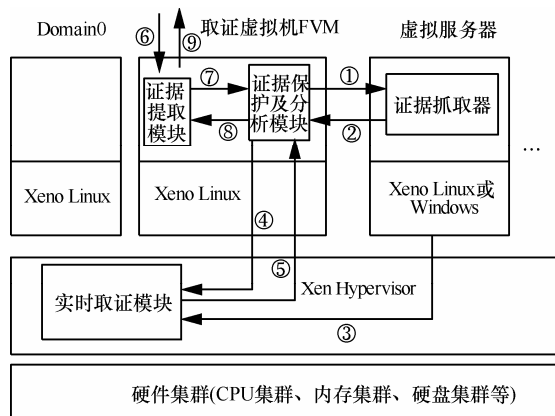 Domain0
⑥
⑨
取证虚拟机FVM
虚拟服务器
证据
提取
模块
⑦
⑧
证据保
护及分
析模块
①
②
证据抓取器
...
Xeno Linux
Xeno Linux
Xeno Linux或
Windows
④
⑤
实时取证模块
Xen Hypervisor
③
硬件集群(CPU集群、内存集群、硬盘集群等)